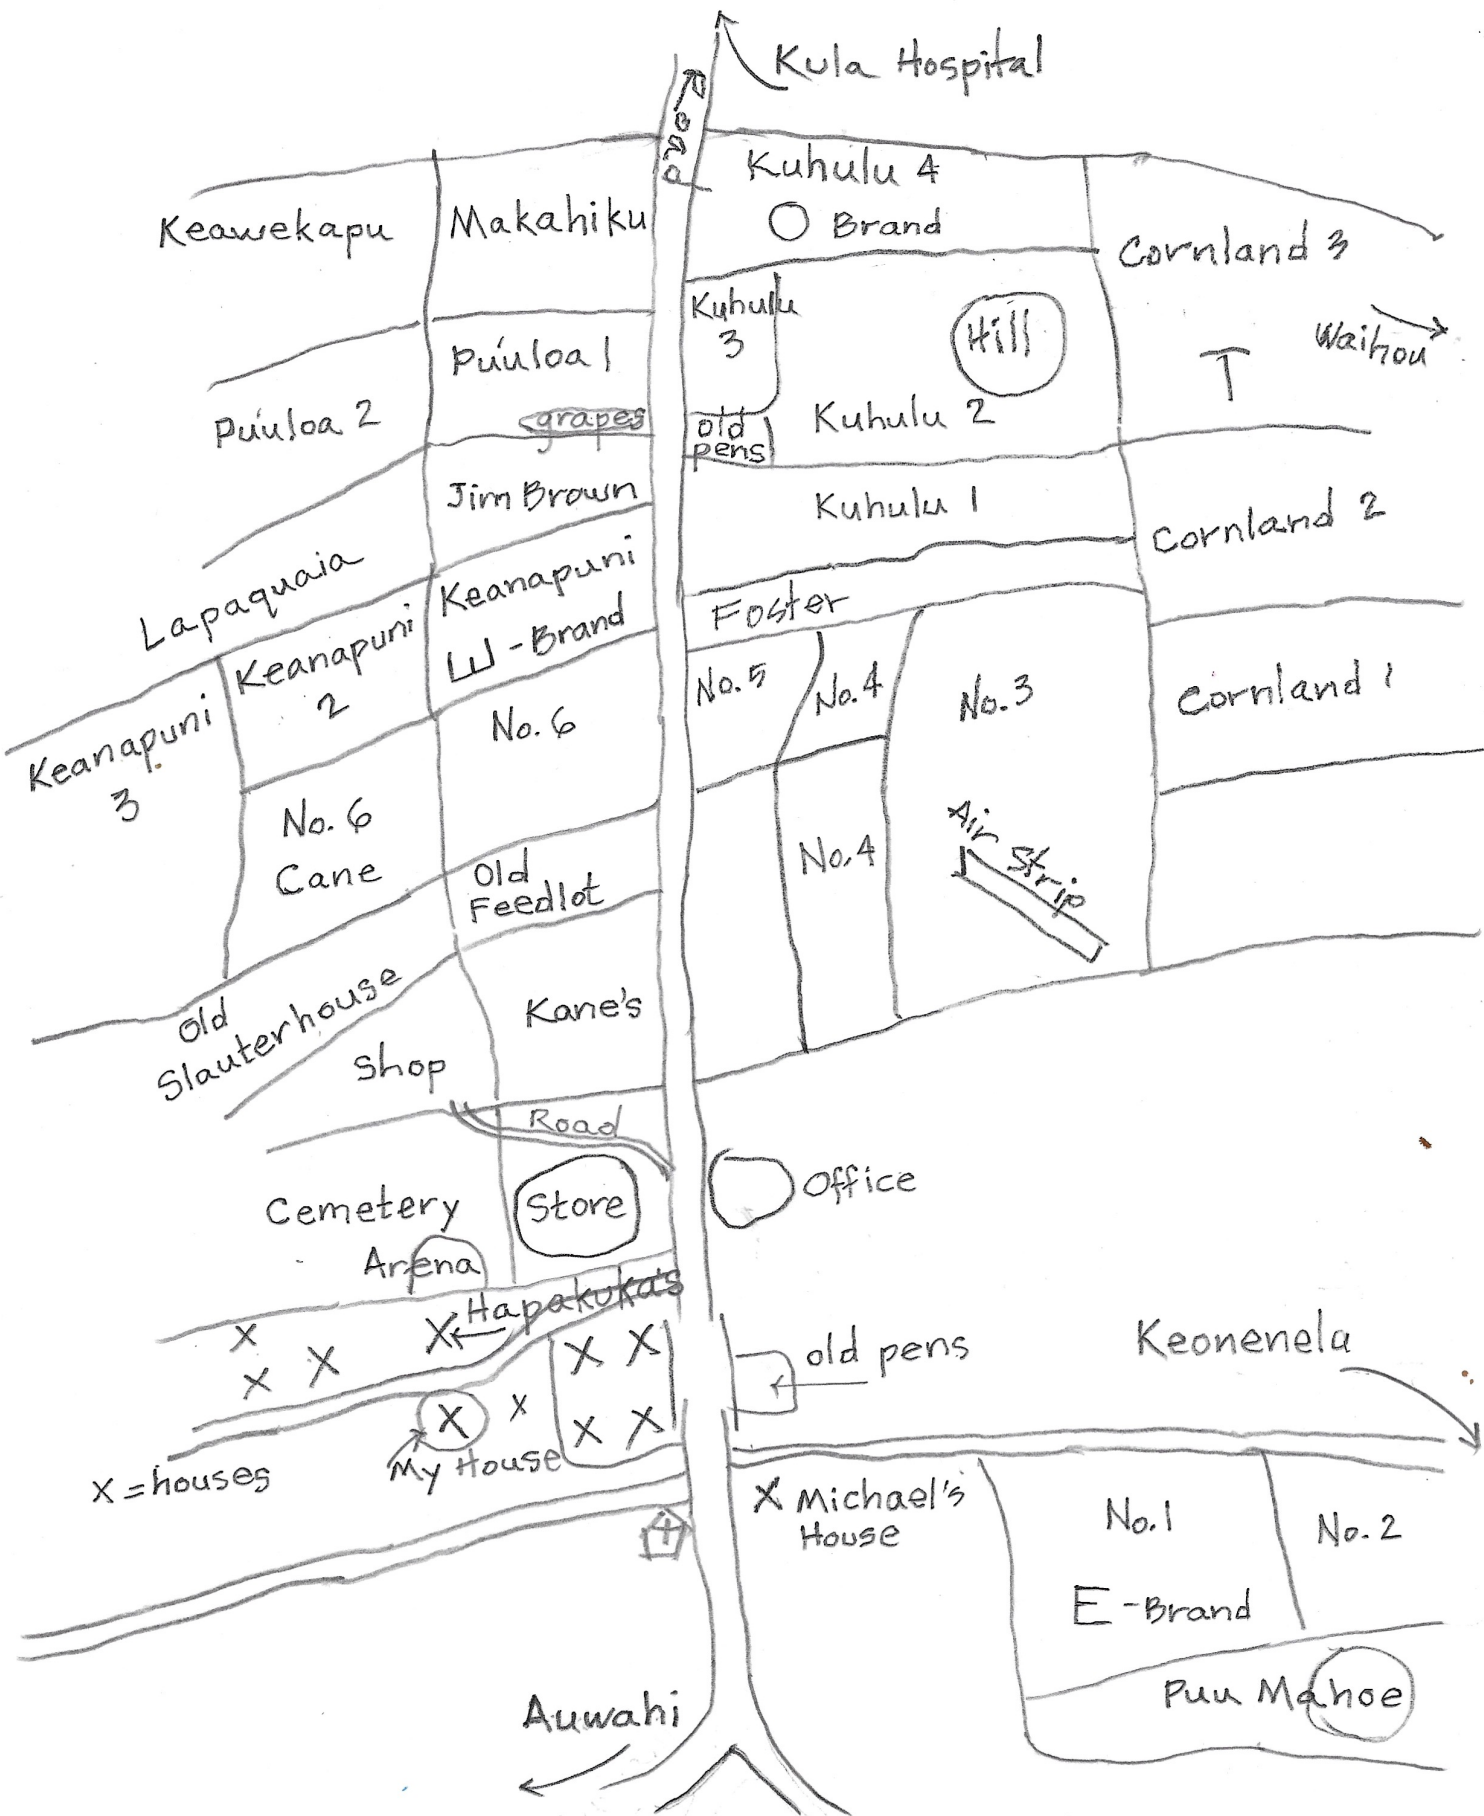 Kula Hospital
Road
Kuhulu 4
O Brand
Keawekapu
Makahiku
Cornland 3
Kuhulu
3
Hill
Waihou
T
Pu'uloa 1
grapes
Pu'uloa 2
old
pens
Kuhulu 2
Jim Brown
Kuhulu 1
Cornland 2
Lapaquaia
Keanapuni
E - Brand
Foster
Keanapuni
2
Keanapuni
3
No. 6
No. 5
No. 4
No. 3
Cornland 1
No. 6
Cane
Old
Feedlot
No. 4
Air Strip
Old
Slauterhouse
Kane's
Shop
Road
Cemetery
Store
Office
Arena
Hapakuka's
X X
X
X X X
X
old pens
Keonenela
X
X
X X
My House
X = houses
X Michael's
House
No. 1
No. 2
E - Brand
Puu Mahoe
Auwahi